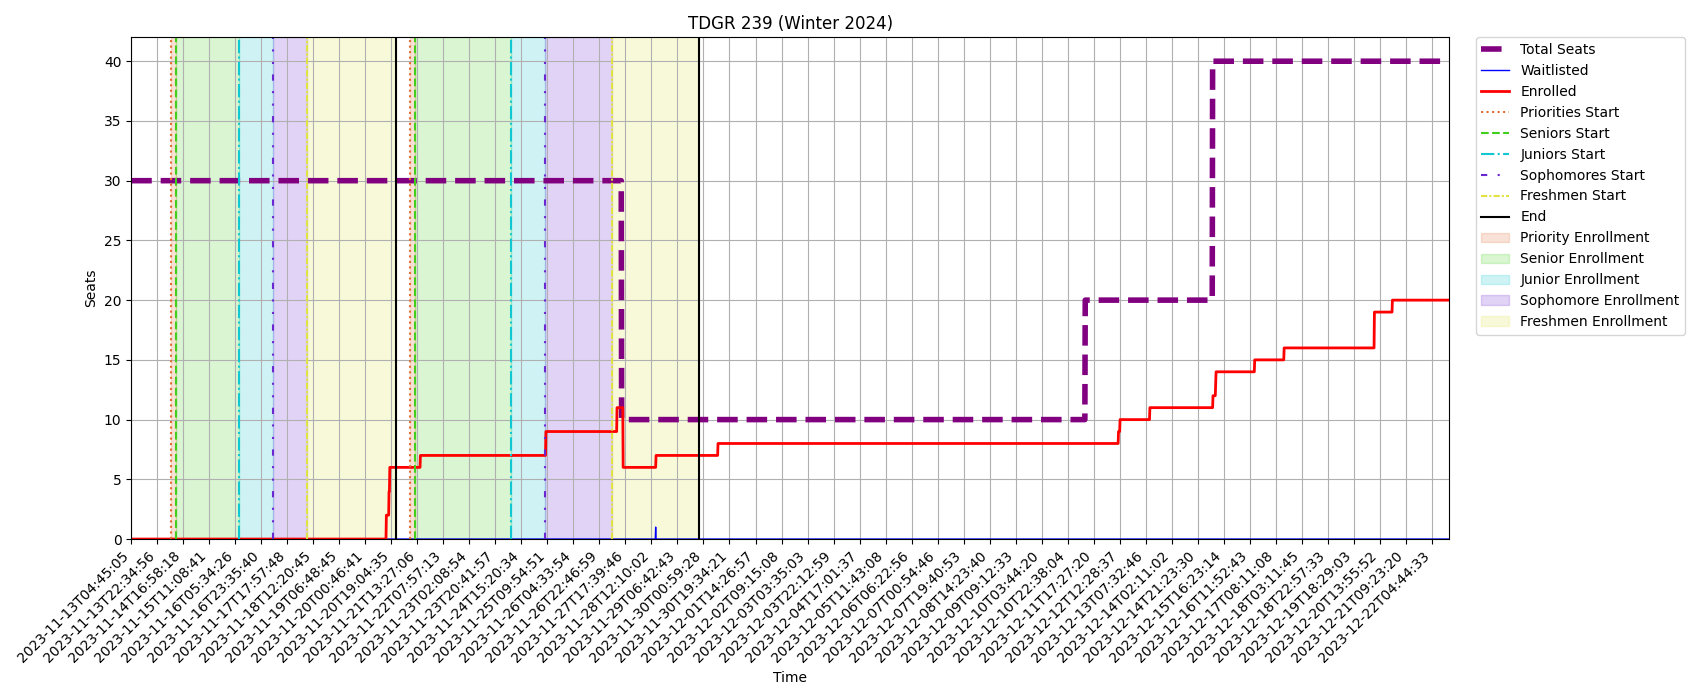 TDGR 239 (Winter 2024)
Seats
40
35
30
25
20
15
10
5
0
2023-11-13T04:45:05
2023-11-13T22:34:56
2023-11-14T16:58:18
2023-11-15T11:08:41
2023-11-16T05:34:26
2023-11-16T23:35:40
2023-11-17T17:57:48
2023-11-18T12:20:45
2023-11-19T06:48:45
2023-11-20T00:46:41
2023-11-20T19:04:35
2023-11-21T13:27:06
2023-11-22T07:57:13
2023-11-23T02:08:54
2023-11-23T20:41:57
2023-11-24T15:20:34
2023-11-25T09:54:51
2023-11-26T04:33:54
2023-11-26T22:46:59
2023-11-27T17:39:46
2023-11-28T12:10:02
2023-11-29T06:42:43
2023-11-30T00:59:28
2023-11-30T19:34:21
2023-12-01T14:26:57
2023-12-02T09:15:08
2023-12-03T03:35:03
2023-12-03T22:12:59
2023-12-04T17:01:37
2023-12-05T11:43:08
2023-12-06T06:22:56
2023-12-07T00:54:46
2023-12-07T19:40:53
2023-12-08T14:23:40
2023-12-09T09:12:33
2023-12-10T03:44:20
2023-12-10T22:38:04
2023-12-11T17:27:20
2023-12-12T12:28:37
2023-12-13T07:32:46
2023-12-14T02:11:02
2023-12-14T21:23:30
2023-12-15T16:23:14
2023-12-16T11:52:43
2023-12-17T08:11:08
2023-12-18T03:11:45
2023-12-18T22:57:33
2023-12-19T18:29:03
2023-12-20T13:55:52
2023-12-21T09:23:20
2023-12-22T04:44:33
Time
Total Seats
Waitlisted
Enrolled
Priorities Start
Seniors Start
Juniors Start
Sophomores Start
Freshmen Start
End
Priority Enrollment
Senior Enrollment
Junior Enrollment
Sophomore Enrollment
Freshmen Enrollment